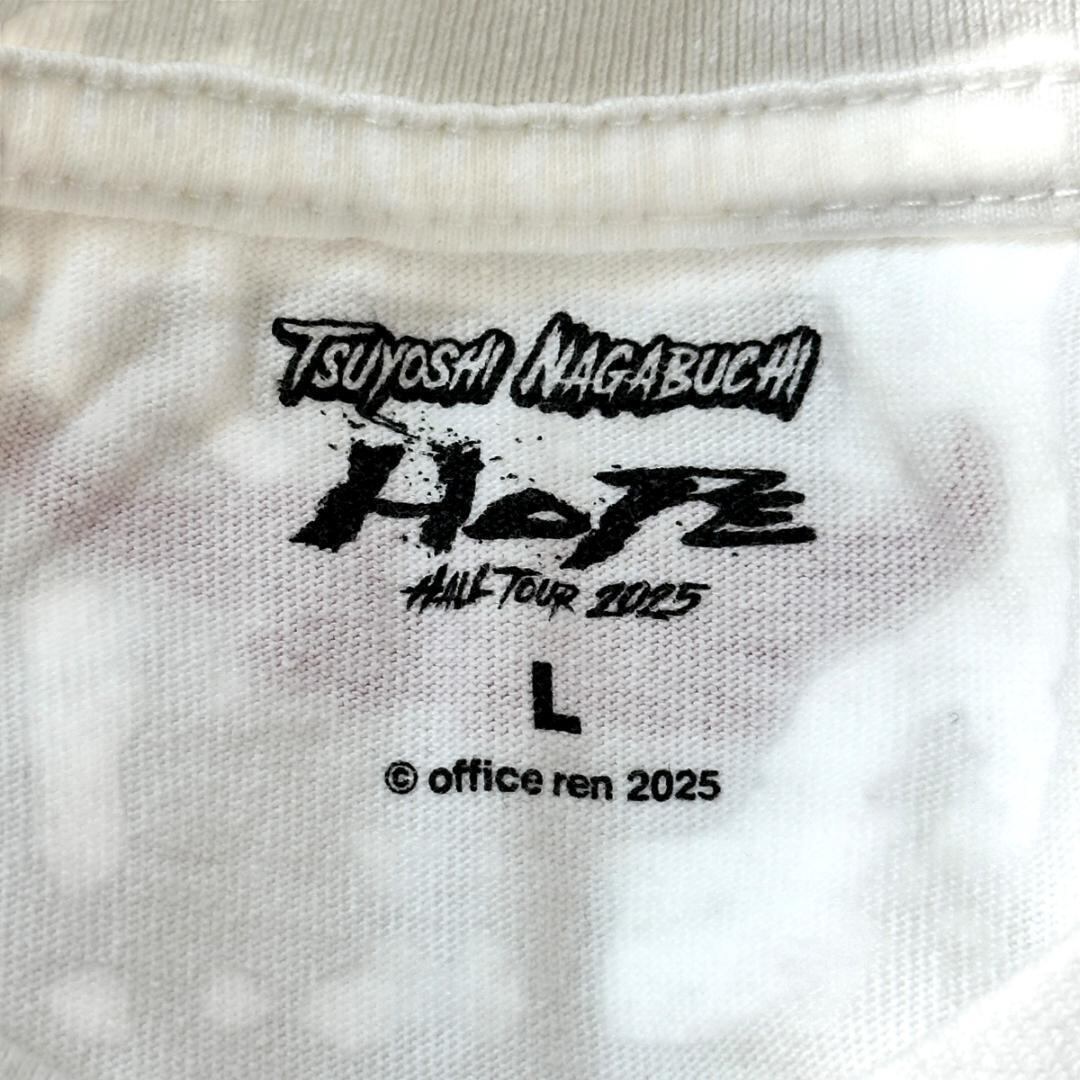 TSUYOSHI NAGABUCHI
HOPE
HALL TOUR 2025
L
© office ren 2025